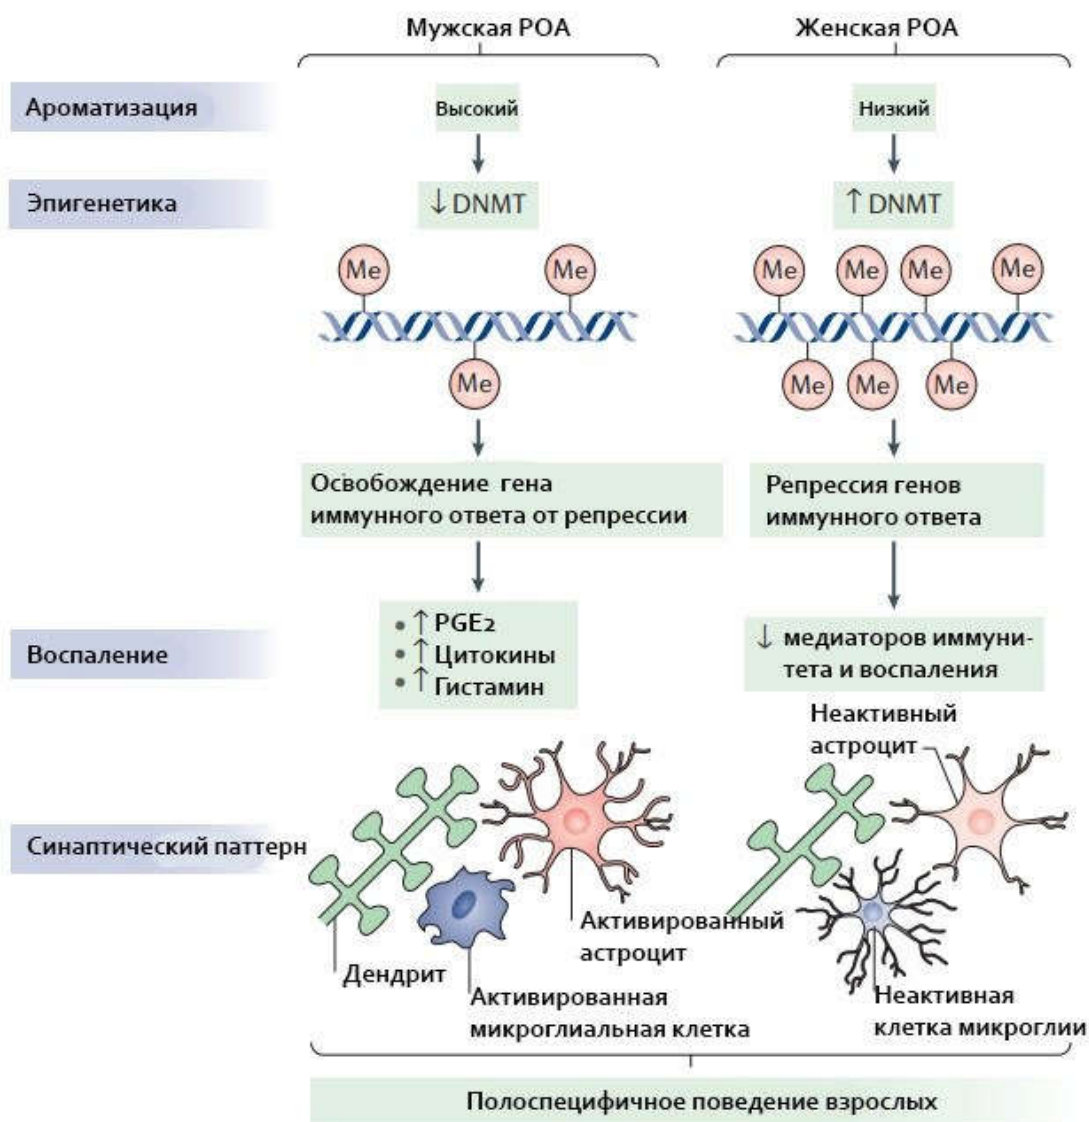 Мужская РОА
Женская РОА
Ароматизация
Высокий
Низкий
Эпигенетика
↓ DNMT
↑ DNMT
Me
Me
Me
Me
Me
Me
Me
Me
Me
Me
Освобождение гена
иммунного ответа от репрессии
Репрессия генов
иммунного ответа
Воспаление
• ↑ PGE2
• ↑ Цитокины
• ↑ Гистамин
↓ медиаторов иммуни-
тета и воспаления
Синаптический паттерн
Неактивный
астроцит
Активированный
астроцит
Дендрит
Активированная
микроглиальная клетка
Неактивная
клетка микроглии
Полоспецифичное поведение взрослых